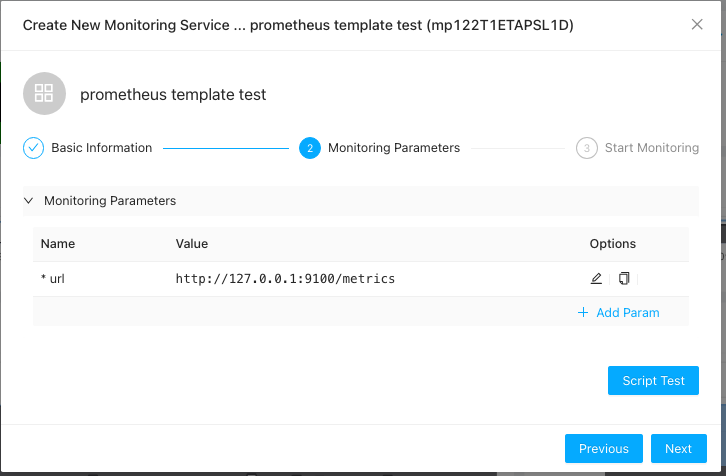 Create New Monitoring Service ... prometheus template test (mp122T1ETAPSL1D)
prometheus template test
Basic Information
2 Monitoring Parameters
3 Start Monitoring
Monitoring Parameters
Name Value Options
* url http://127.0.0.1:9100/metrics
+ Add Param
Script Test
Previous Next